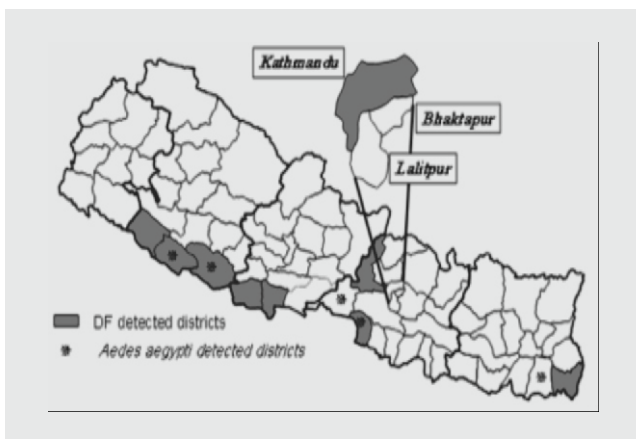 Kathmandu
Bhaktapur
Lalitpur
DF detected districts
Aedes aegypti detected districts